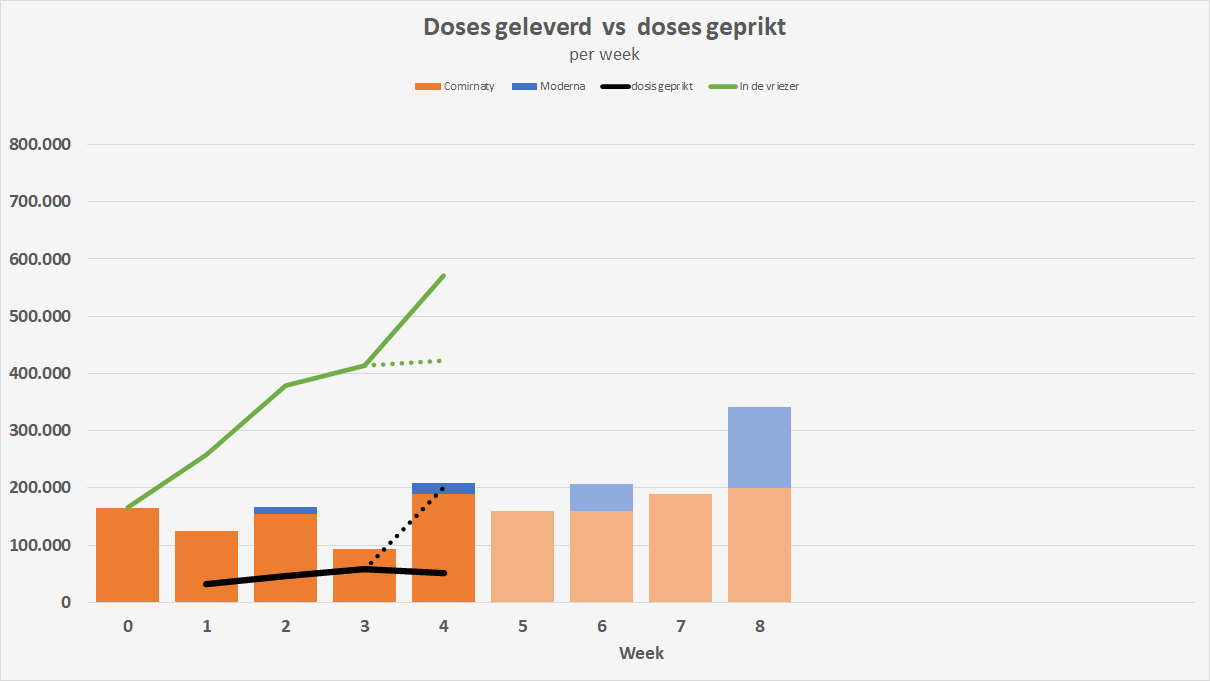 Doses geleverd vs doses geprikt
per week
Comirnaty Moderna dosis geprikt In de vriezer
800.000
700.000
600.000
500.000
400.000
300.000
200.000
100.000
0
0 1 2 3 4 5 6 7 8
Week